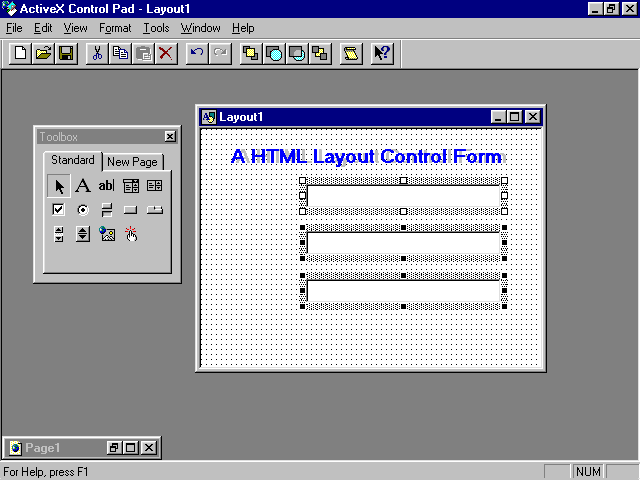 ActiveX Control Pad - Layout1
File Edit View Format Tools Window Help
Layout1
Toolbox
Standard New Page
A HTML Layout Control Form
A ab|
Page1
For Help, press F1 NUM